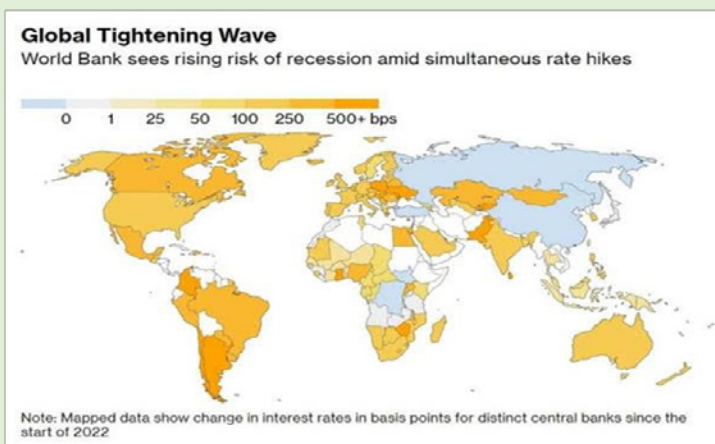 Global Tightening Wave
World Bank sees rising risk of recession amid simultaneous rate hikes
0 1 25 50 100 250 500+ bps
Note: Mapped data show change in interest rates in basis points for distinct central banks since the
start of 2022